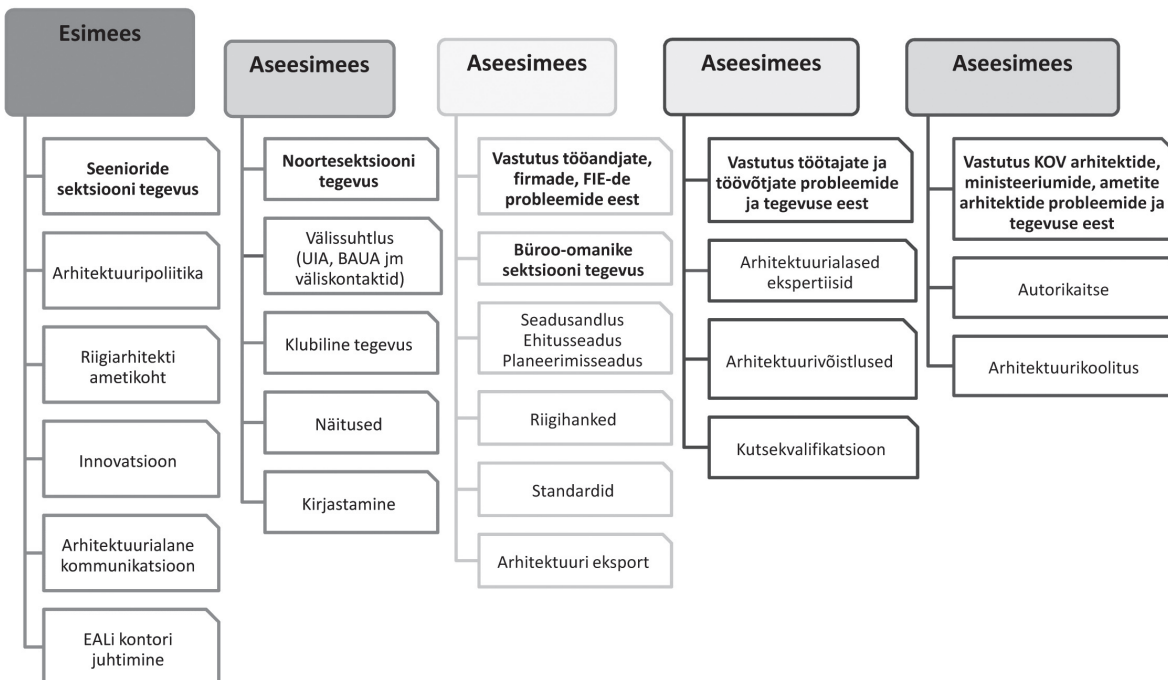 Esimees
Seenioride
sektsiooni tegevus
Arhitektuuripoliitika
Riigiarhitekti
ametikoht
Innovatsioon
Arhitektuurialane
kommunikatsioon
EALi kontori
juhtimine
Aseesimees
Noortesektsiooni
tegevus
Välissuhtlus
(UIA, BAUA jm
väliskontaktid)
Klubiline tegevus
Näitused
Kirjastamine
Aseesimees
Vastutus tööandjate,
firmade, FIE-de
probleemide eest
Büroo-omanike
sektsiooni tegevus
Seadusandlus
Ehitusseadus
Planeerimisseadus
Riigihanked
Standardid
Arhitektuuri eksport
Aseesimees
Vastutus töötajate ja
töövõtjate probleemide
ja tegevuse eest
Arhitektuurialased
ekspertiisid
Arhitektuurivõistlused
Kutsekvalifikatsioon
Aseesimees
Vastutus KOV arhitektide,
ministeeriumide, ametite
arhitektide probleemide ja
tegevuse eest
Autorikaitse
Arhitektuurikoolitus